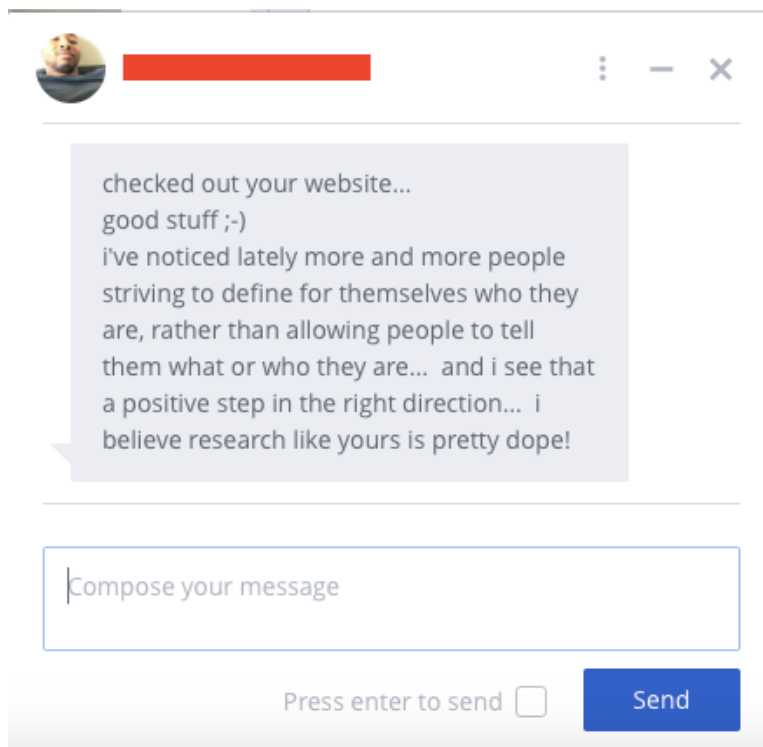 checked out your website...
good stuff ;-)
i've noticed lately more and more people
striving to define for themselves who they
are, rather than allowing people to tell
them what or who they are...  and i see that
a positive step in the right direction...  i
believe research like yours is pretty dope!
Compose your message
Press enter to send
Send